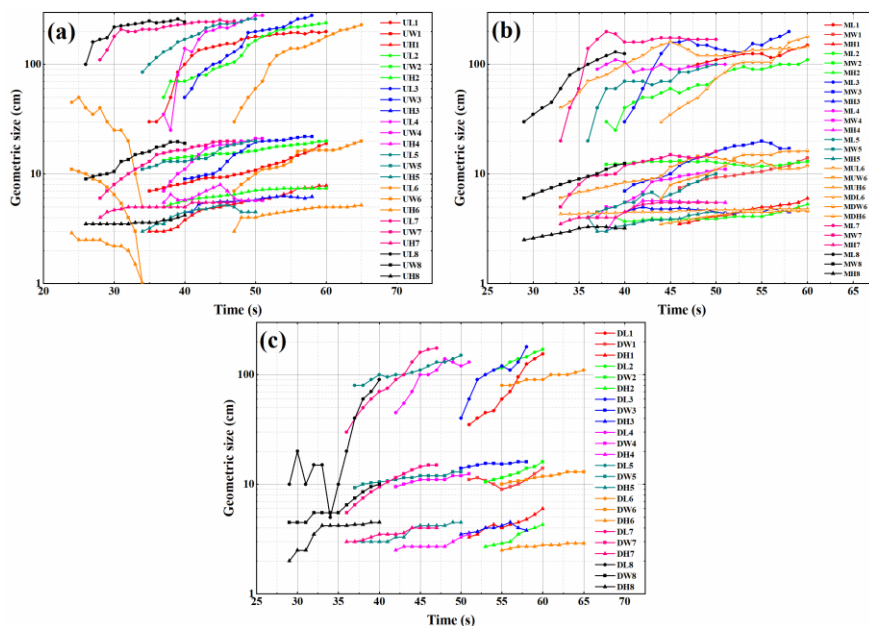 (a)
Geometric size (cm)
100
10
1
20
30
40
50
60
70
Time (s)
UL1
UW1
UH1
UL2
UW2
UH2
UL3
UW3
UH3
UL4
UW4
UH4
UL5
UW5
UH5
UL6
UW6
UH6
UL7
UW7
UH7
UL8
UW8
UH8
(b)
Geometric size (cm)
100
10
1
25
30
35
40
45
50
55
60
65
Time (s)
ML1
MW1
MH1
ML2
MW2
MH2
ML3
MW3
MH3
ML4
MW4
MH4
ML5
MW5
MH5
MUL6
MUW6
MUH6
MDL6
MDW6
MDH6
ML7
MW7
MH7
ML8
MW8
MH8
(c)
Geometric size (cm)
100
10
1
25
30
35
40
45
50
55
60
65
70
Time (s)
DL1
DW1
DH1
DL2
DW2
DH2
DL3
DW3
DH3
DL4
DW4
DH4
DL5
DW5
DH5
DL6
DW6
DH6
DL7
DW7
DH7
DL8
DW8
DH8